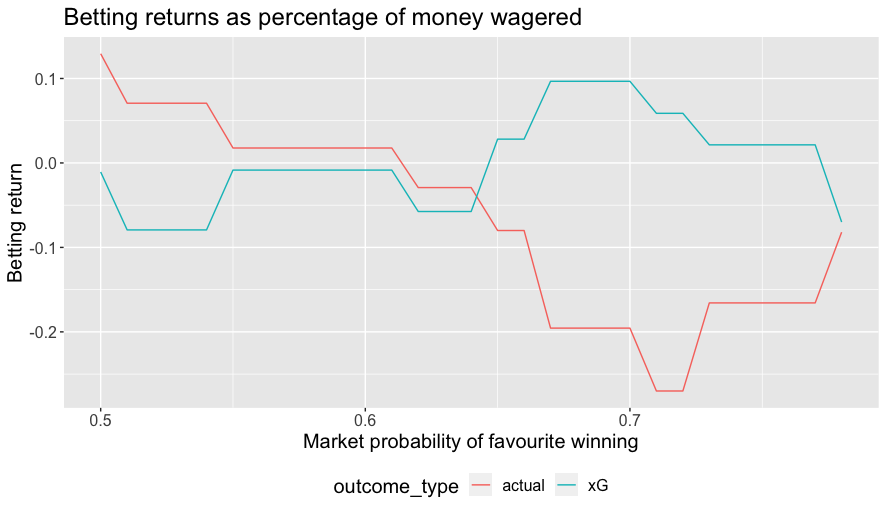 Betting returns as percentage of money wagered
Betting return
0.1
0.0
-0.1
-0.2
0.5 0.6 0.7
Market probability of favourite winning
outcome_type actual xG